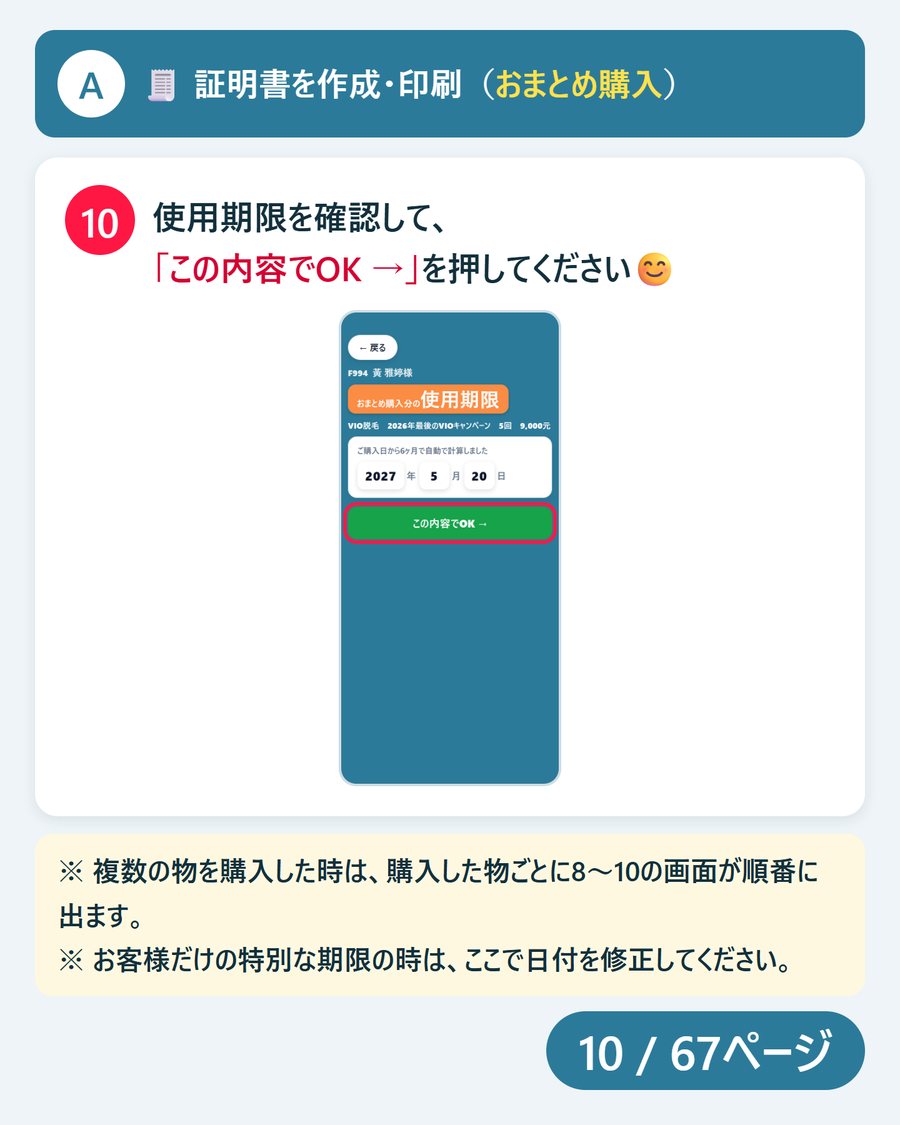 A 証明書を作成・印刷（おまとめ購入）
10 使用期限を確認して、
「この内容でOK →」を押してください
← 戻る
F994 黃 雅婷様
おまとめ購入分の使用期限
VIO脱毛 2026年最後のVIOキャンペーン 5回 9,000元
ご購入日から6ヶ月で自動で計算しました
2027 年 5 月 20 日
この内容でOK →
※ 複数の物を購入した時は、購入した物ごとに8〜10の画面が順番に
出ます。
※ お客様だけの特別な期限の時は、ここで日付を修正してください。
10 / 67ページ